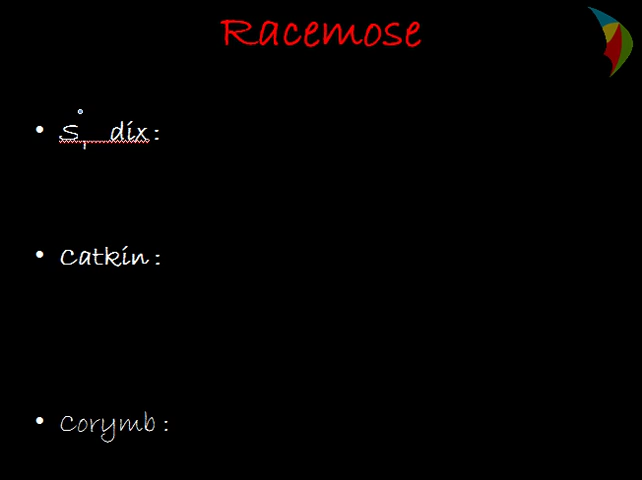 Racemose
• Catkin :
• Corymb :